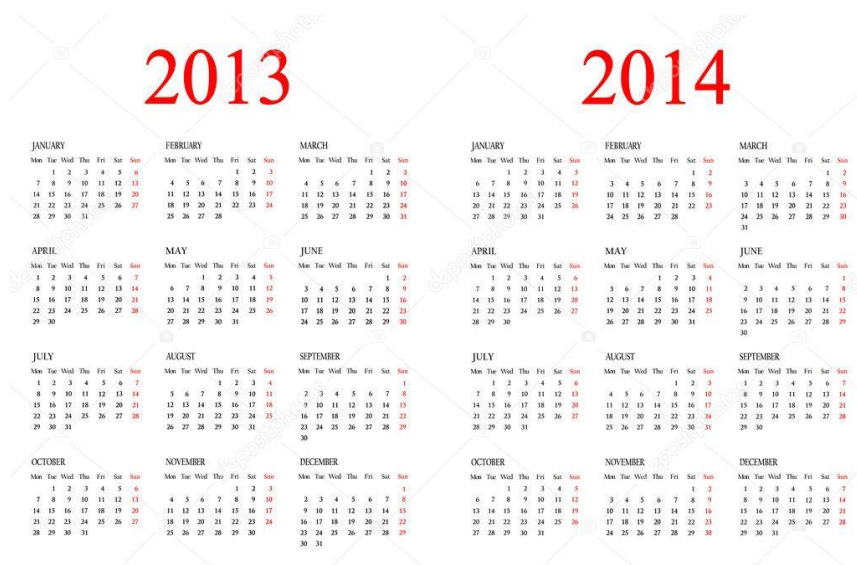 2013
JANUARY
Mon Tue Wed Thu Fri Sat Sun
1 2 3 4 5 6
7 8 9 10 11 12 13
14 15 16 17 18 19 20
21 22 23 24 25 26 27
28 29 30 31
FEBRUARY
Mon Tue Wed Thu Fri Sat Sun
1 2 3
4 5 6 7 8 9 10
11 12 13 14 15 16 17
18 19 20 21 22 23 24
25 26 27 28
MARCH
Mon Tue Wed Thu Fri Sat Sun
1 2 3
4 5 6 7 8 9 10
11 12 13 14 15 16 17
18 19 20 21 22 23 24
25 26 27 28 29 30 31
APRIL
Mon Tue Wed Thu Fri Sat Sun
1 2 3 4 5 6 7
8 9 10 11 12 13 14
15 16 17 18 19 20 21
22 23 24 25 26 27 28
29 30
MAY
Mon Tue Wed Thu Fri Sat Sun
1 2 3 4 5
6 7 8 9 10 11 12
13 14 15 16 17 18 19
20 21 22 23 24 25 26
27 28 29 30 31
JUNE
Mon Tue Wed Thu Fri Sat Sun
1 2
3 4 5 6 7 8 9
10 11 12 13 14 15 16
17 18 19 20 21 22 23
24 25 26 27 28 29 30
JULY
Mon Tue Wed Thu Fri Sat Sun
1 2 3 4 5 6 7
8 9 10 11 12 13 14
15 16 17 18 19 20 21
22 23 24 25 26 27 28
29 30 31
AUGUST
Mon Tue Wed Thu Fri Sat Sun
1 2 3 4
5 6 7 8 9 10 11
12 13 14 15 16 17 18
19 20 21 22 23 24 25
26 27 28 29 30 31
SEPTEMBER
Mon Tue Wed Thu Fri Sat Sun
1
2 3 4 5 6 7 8
9 10 11 12 13 14 15
16 17 18 19 20 21 22
23 24 25 26 27 28 29
30
OCTOBER
Mon Tue Wed Thu Fri Sat Sun
1 2 3 4 5 6
7 8 9 10 11 12 13
14 15 16 17 18 19 20
21 22 23 24 25 26 27
28 29 30 31
NOVEMBER
Mon Tue Wed Thu Fri Sat Sun
1 2 3
4 5 6 7 8 9 10
11 12 13 14 15 16 17
18 19 20 21 22 23 24
25 26 27 28 29 30
DECEMBER
Mon Tue Wed Thu Fri Sat Sun
1
2 3 4 5 6 7 8
9 10 11 12 13 14 15
16 17 18 19 20 21 22
23 24 25 26 27 28 29
30 31
2014
JANUARY
Mon Tue Wed Thu Fri Sat Sun
1 2 3 4 5
6 7 8 9 10 11 12
13 14 15 16 17 18 19
20 21 22 23 24 25 26
27 28 29 30 31
FEBRUARY
Mon Tue Wed Thu Fri Sat Sun
1 2
3 4 5 6 7 8 9
10 11 12 13 14 15 16
17 18 19 20 21 22 23
24 25 26 27 28
MARCH
Mon Tue Wed Thu Fri Sat Sun
1 2
3 4 5 6 7 8 9
10 11 12 13 14 15 16
17 18 19 20 21 22 23
24 25 26 27 28 29 30
31
APRIL
Mon Tue Wed Thu Fri Sat Sun
1 2 3 4 5 6
7 8 9 10 11 12 13
14 15 16 17 18 19 20
21 22 23 24 25 26 27
28 29 30
MAY
Mon Tue Wed Thu Fri Sat Sun
1 2 3 4
5 6 7 8 9 10 11
12 13 14 15 16 17 18
19 20 21 22 23 24 25
26 27 28 29 30 31
JUNE
Mon Tue Wed Thu Fri Sat Sun
1
2 3 4 5 6 7 8
9 10 11 12 13 14 15
16 17 18 19 20 21 22
23 24 25 26 27 28 29
30
JULY
Mon Tue Wed Thu Fri Sat Sun
1 2 3 4 5 6
7 8 9 10 11 12 13
14 15 16 17 18 19 20
21 22 23 24 25 26 27
28 29 30 31
AUGUST
Mon Tue Wed Thu Fri Sat Sun
1 2 3
4 5 6 7 8 9 10
11 12 13 14 15 16 17
18 19 20 21 22 23 24
25 26 27 28 29 30 31
SEPTEMBER
Mon Tue Wed Thu Fri Sat Sun
1 2 3 4 5 6 7
8 9 10 11 12 13 14
15 16 17 18 19 20 21
22 23 24 25 26 27 28
29 30
OCTOBER
Mon Tue Wed Thu Fri Sat Sun
1 2 3 4 5
6 7 8 9 10 11 12
13 14 15 16 17 18 19
20 21 22 23 24 25 26
27 28 29 30 31
NOVEMBER
Mon Tue Wed Thu Fri Sat Sun
1 2
3 4 5 6 7 8 9
10 11 12 13 14 15 16
17 18 19 20 21 22 23
24 25 26 27 28 29 30
DECEMBER
Mon Tue Wed Thu Fri Sat Sun
1 2 3 4 5 6 7
8 9 10 11 12 13 14
15 16 17 18 19 20 21
22 23 24 25 26 27 28
29 30 31